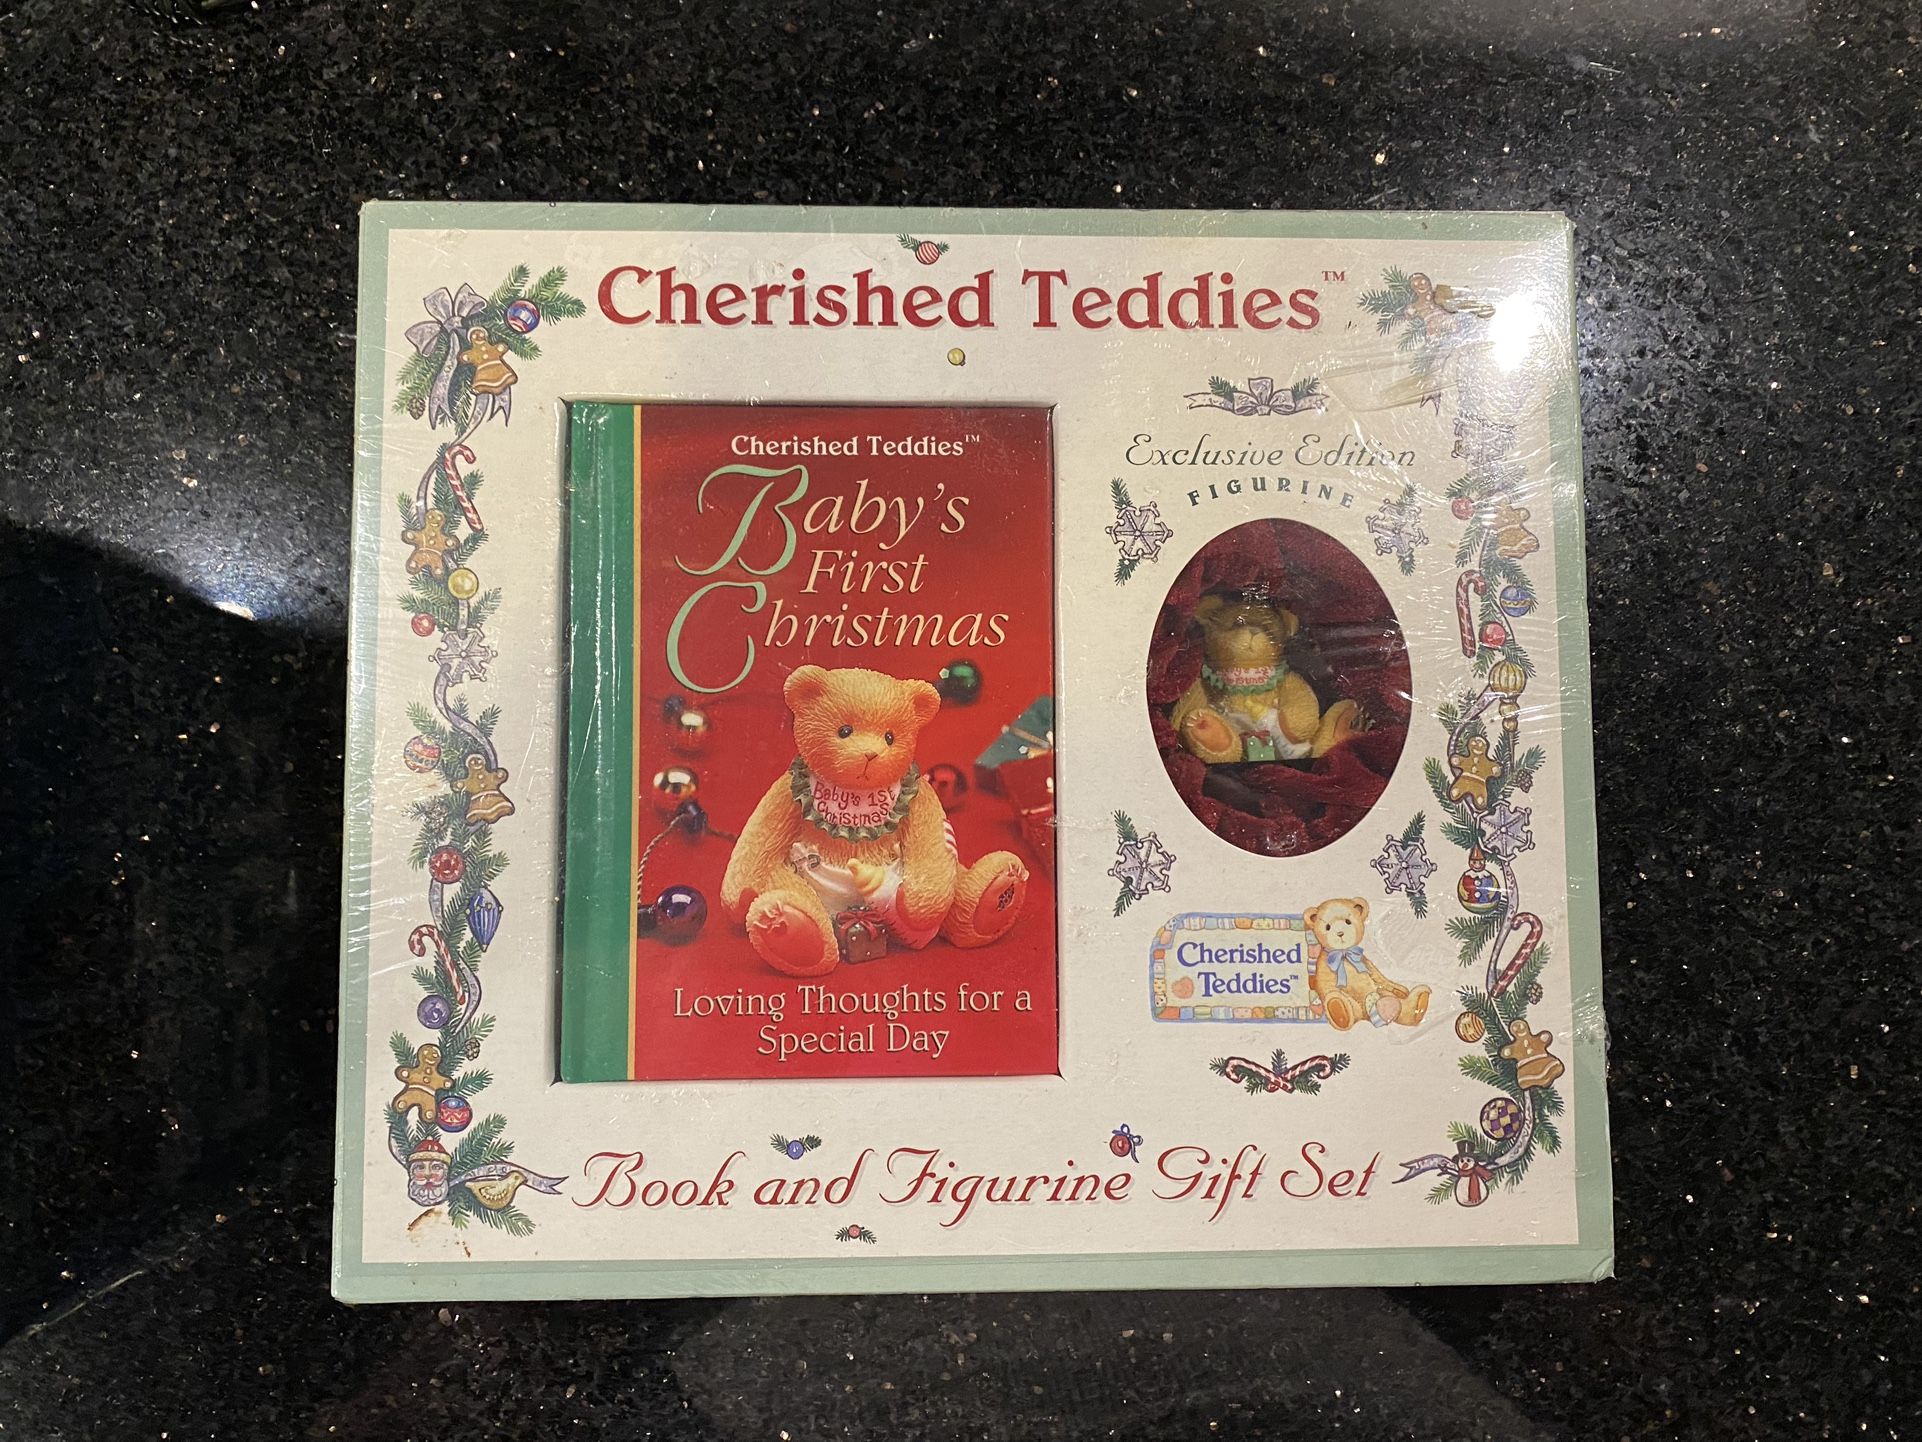 Cherished Teddies™
Cherished Teddies™
Baby's
First
Christmas
Baby's 1st
Christmas
Loving Thoughts for a
Special Day
Exclusive Edition
FIGURINE
Cherished
Teddies™
Book and Figurine Gift Set